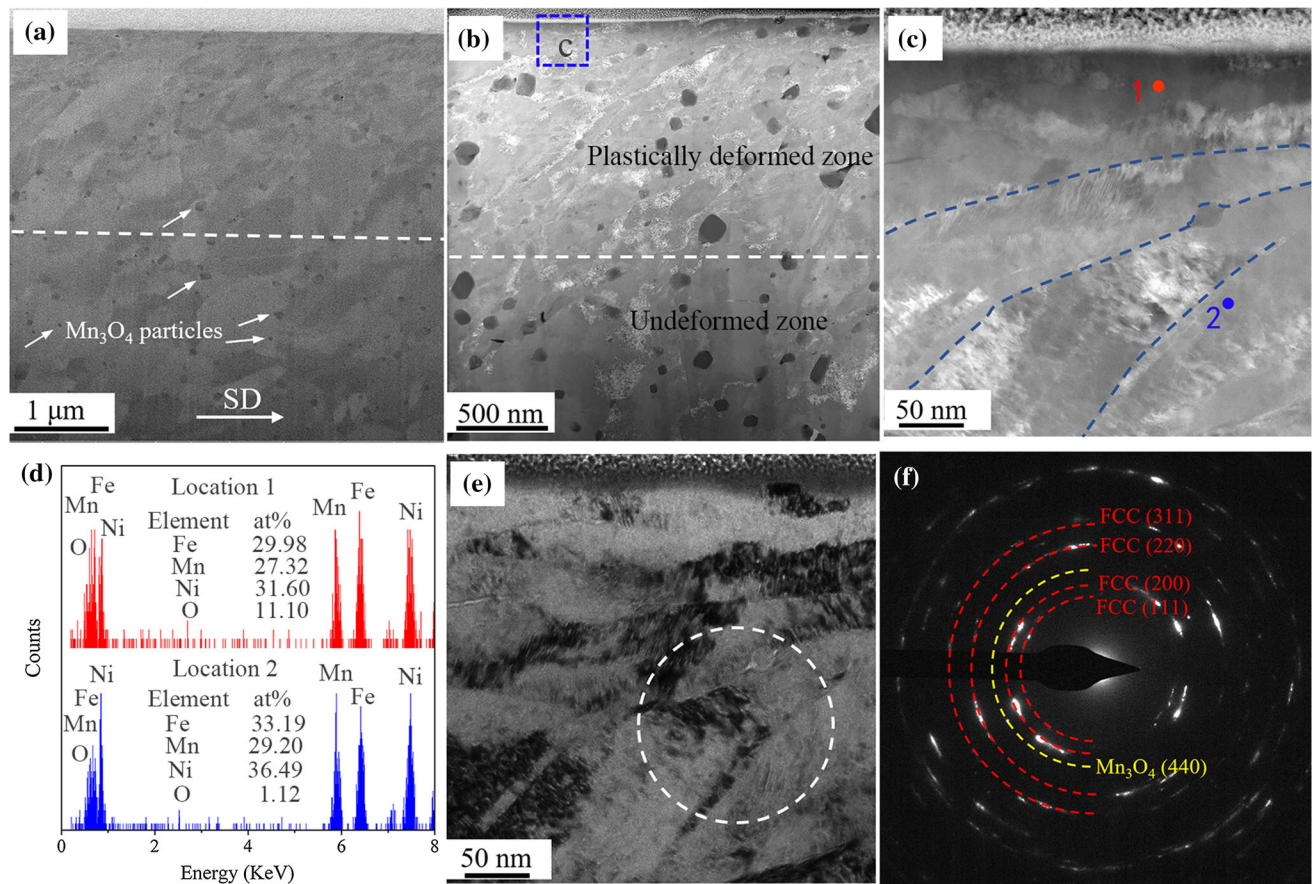 (a)
Mn₃O₄ particles
SD
1 μm
(b)
c
Plastically deformed zone
Undeformed zone
500 nm
(c)
1
2
50 nm
(d)
Counts
Fe
Mn
Ni
O
Location 1
Element at%
Fe 29.98
Mn 27.32
Ni 31.60
O 11.10
Mn
Fe
Ni
Ni
Fe
Mn
O
Location 2
Element at%
Fe 33.19
Mn 29.20
Ni 36.49
O 1.12
Mn
Fe
Ni
0 2 4 6 8
Energy (KeV)
(e)
50 nm
(f)
FCC (311)
FCC (220)
FCC (200)
FCC (111)
Mn₃O₄ (440)